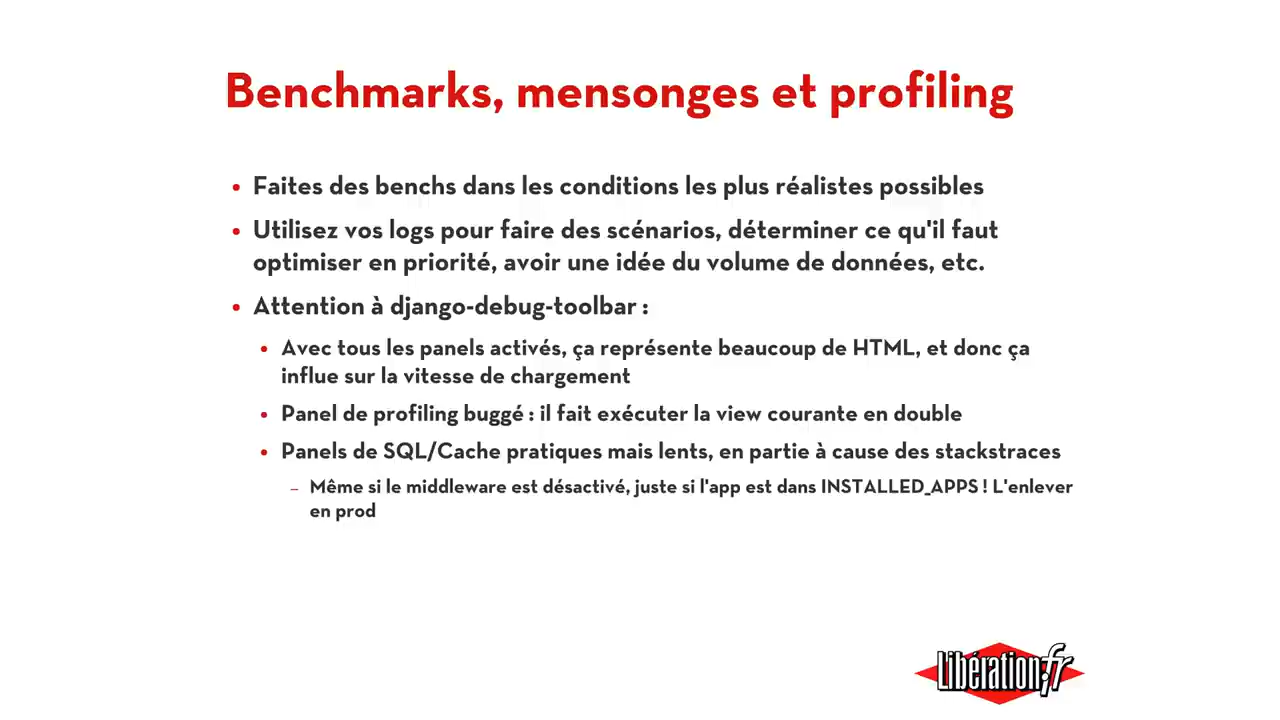 Benchmarks, mensonges et profiling
• Faites des benchs dans les conditions les plus réalistes possibles
• Utilisez vos logs pour faire des scénarios, déterminer ce qu'il faut
optimiser en priorité, avoir une idée du volume de données, etc.
• Attention à django-debug-toolbar :
• Avec tous les panels activés, ça représente beaucoup de HTML, et donc ça
influe sur la vitesse de chargement
• Panel de profiling buggé : il fait exécuter la view courante en double
• Panels de SQL/Cache pratiques mais lents, en partie à cause des stackstraces
– Même si le middleware est désactivé, juste si l'app est dans INSTALLED_APPS ! L'enlever
en prod
Libération.fr